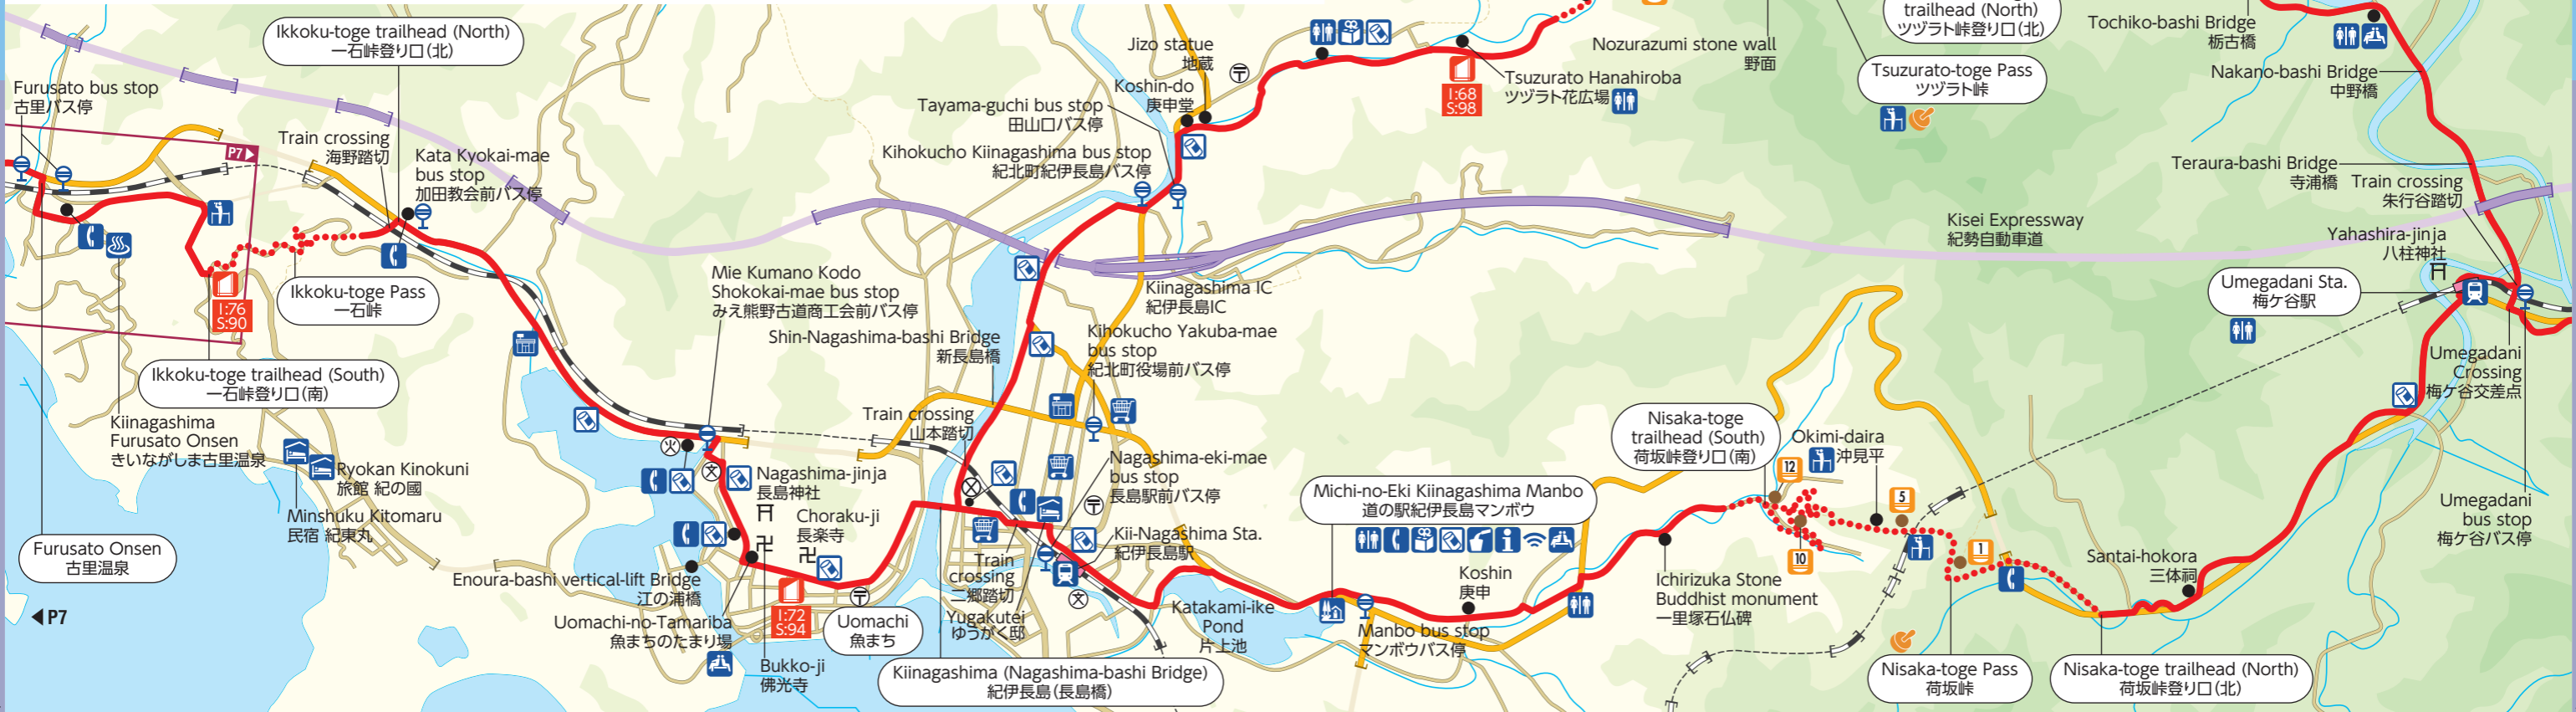 Ikkoku-toge trailhead (North)
一石峠登り口(北)
Furusato bus stop
古里バス停
Train crossing
海野踏切
P7▶
Kata Kyokai-mae
bus stop
加田教会前バス停
Ikkoku-toge Pass
一石峠
I:76
S:90
Ikkoku-toge trailhead (South)
一石峠登り口(南)
Kiinagashima
Furusato Onsen
きいながしま古里温泉
Ryokan Kinokuni
旅館 紀の國
Minshuku Kitomaru
民宿 紀東丸
Furusato Onsen
古里温泉
◀P7
Mie Kumano Kodo
Shokokai-mae bus stop
みえ熊野古道商工会前バス停
Shin-Nagashima-bashi Bridge
新長島橋
Train crossing
山本踏切
火
文
Nagashima-jinja
長島神社
Choraku-ji
長楽寺
Enoura-bashi vertical-lift Bridge
江の浦橋
Uomachi-no-Tamariba
魚まちのたまり場
I:72
S:94
Bukko-ji
佛光寺
Uomachi
魚まち
Kiinagashima (Nagashima-bashi Bridge)
紀伊長島(長島橋)
Train
crossing
二郷踏切
Yugakutei
ゆうがく邸
Jizo statue
地蔵
Koshin-do
庚申堂
Tayama-guchi bus stop
田山口バス停
Kihokucho Kiinagashima bus stop
紀北町紀伊長島バス停
Kiinagashima IC
紀伊長島IC
Kihokucho Yakuba-mae
bus stop
紀北町役場前バス停
Nagashima-eki-mae
bus stop
長島駅前バス停
Kii-Nagashima Sta.
紀伊長島駅
文
Katakami-ike
Pond
片上池
I:68
S:98
Tsuzurato Hanahiroba
ツヅラト花広場
Nozurazumi stone wall
野面
trailhead (North)
ツヅラト峠登り口(北)
Tsuzurato-toge Pass
ツヅラト峠
Tochiko-bashi Bridge
栃古橋
Nakano-bashi Bridge
中野橋
Teraura-bashi Bridge
寺浦橋
Train crossing
朱行谷踏切
Kisei Expressway
紀勢自動車道
Yahashira-jinja
八柱神社
Umegadani Sta.
梅ケ谷駅
Umegadani
Crossing
梅ケ谷交差点
Umegadani
bus stop
梅ケ谷バス停
Michi-no-Eki Kiinagashima Manbo
道の駅紀伊長島マンボウ
Manbo bus stop
マンボウバス停
Koshin
庚申
Nisaka-toge
trailhead (South)
荷坂峠登り口(南)
Okimi-daira
沖見平
12
10
5
1
Ichirizuka Stone
Buddhist monument
一里塚石仏碑
Nisaka-toge Pass
荷坂峠
Santai-hokora
三体祠
Nisaka-toge trailhead (North)
荷坂峠登り口(北)